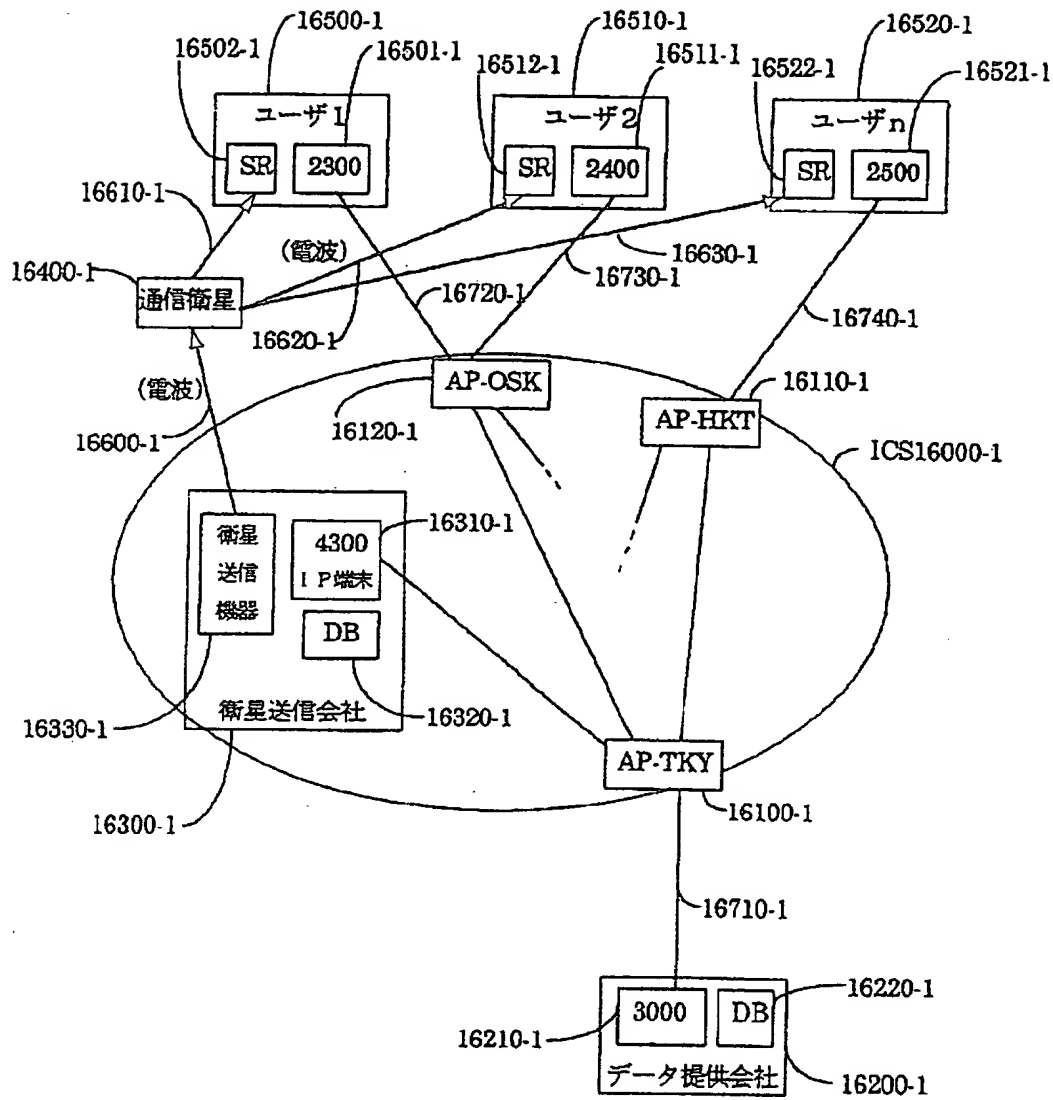 16500-1
16510-1
16520-1
16502-1
16501-1
16512-1
16511-1
16522-1
16521-1
ユーザ1
ユーザ2
ユーザn
SR
2300
SR
2400
SR
2500
16610-1
(電波)
16630-1
16400-1
通信衛星
16730-1
16720-1
16620-1
16740-1
(電波)
16600-1
AP-OSK
16120-1
AP-HKT
16110-1
ICS16000-1
衛星
送信
機器
4300
IP端末
16310-1
DB
衛星送信会社
16320-1
16330-1
16300-1
AP-TKY
16100-1
16710-1
3000
DB
16220-1
16210-1
データ提供会社
16200-1